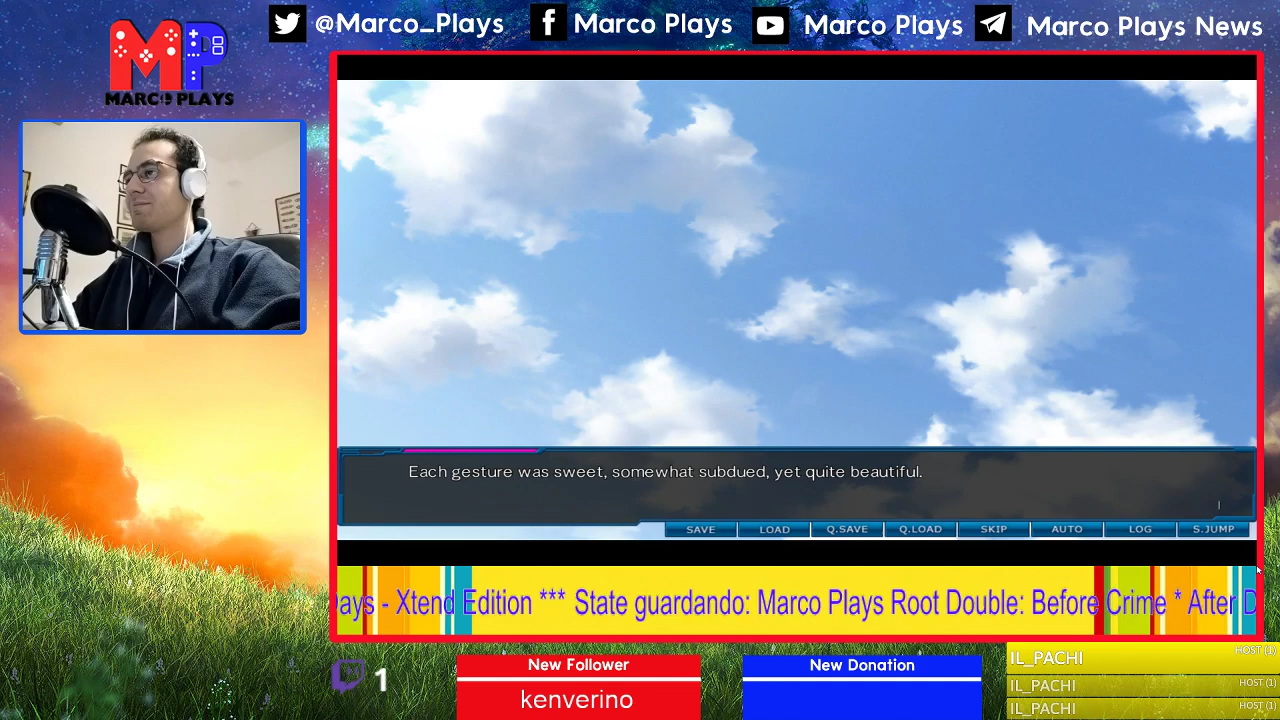 @Marco_Plays
Marco Plays
Marco Plays
Marco Plays News
MP
MARCO PLAYS
Each gesture was sweet, somewhat subdued, yet quite beautiful.
SAVE
LOAD
Q.SAVE
Q.LOAD
SKIP
AUTO
LOG
S.JUMP
ays - Xtend Edition *** State guardando: Marco Plays Root Double: Before Crime * After D
1
New Follower
kenverino
New Donation
IL_PACHI
HOST (1)
IL_PACHI
HOST (1)
IL_PACHI
HOST (1)